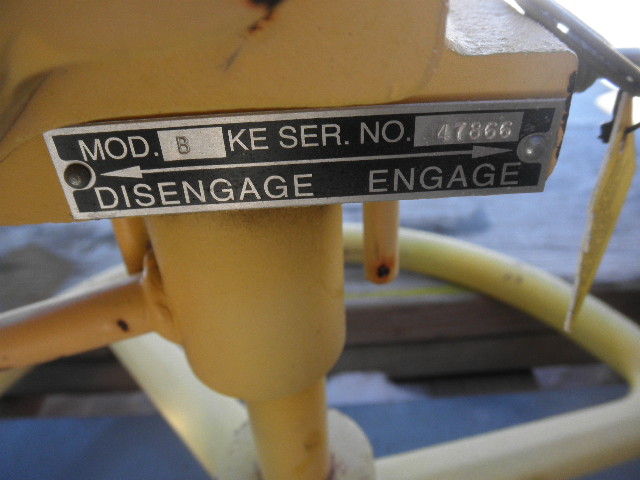 MOD. B KE SER. NO. 47866
DISENGAGE ENGAGE